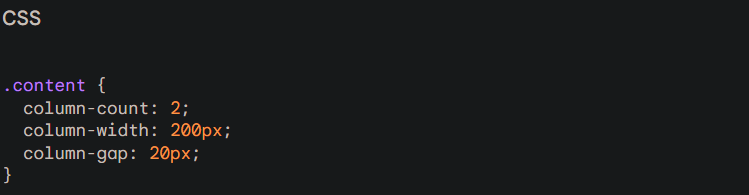 CSS
.content {
  column-count: 2;
  column-width: 200px;
  column-gap: 20px;
}